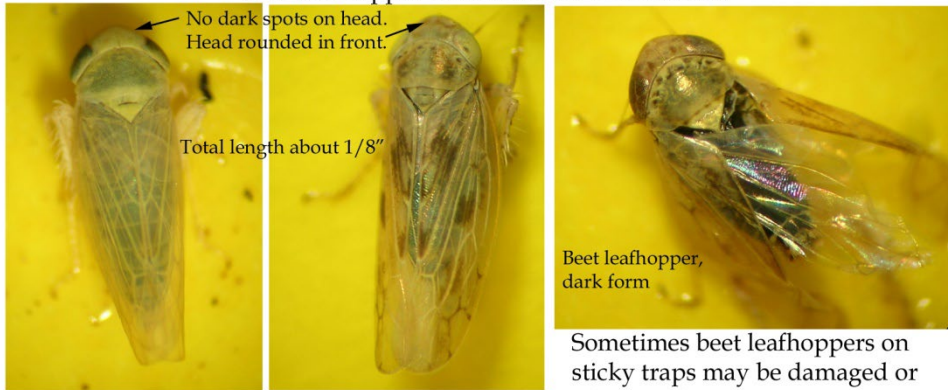 No dark spots on head.
Head rounded in front.
Total length about 1/8"
Beet leafhopper,
dark form
Sometimes beet leafhoppers on
sticky traps may be damaged or